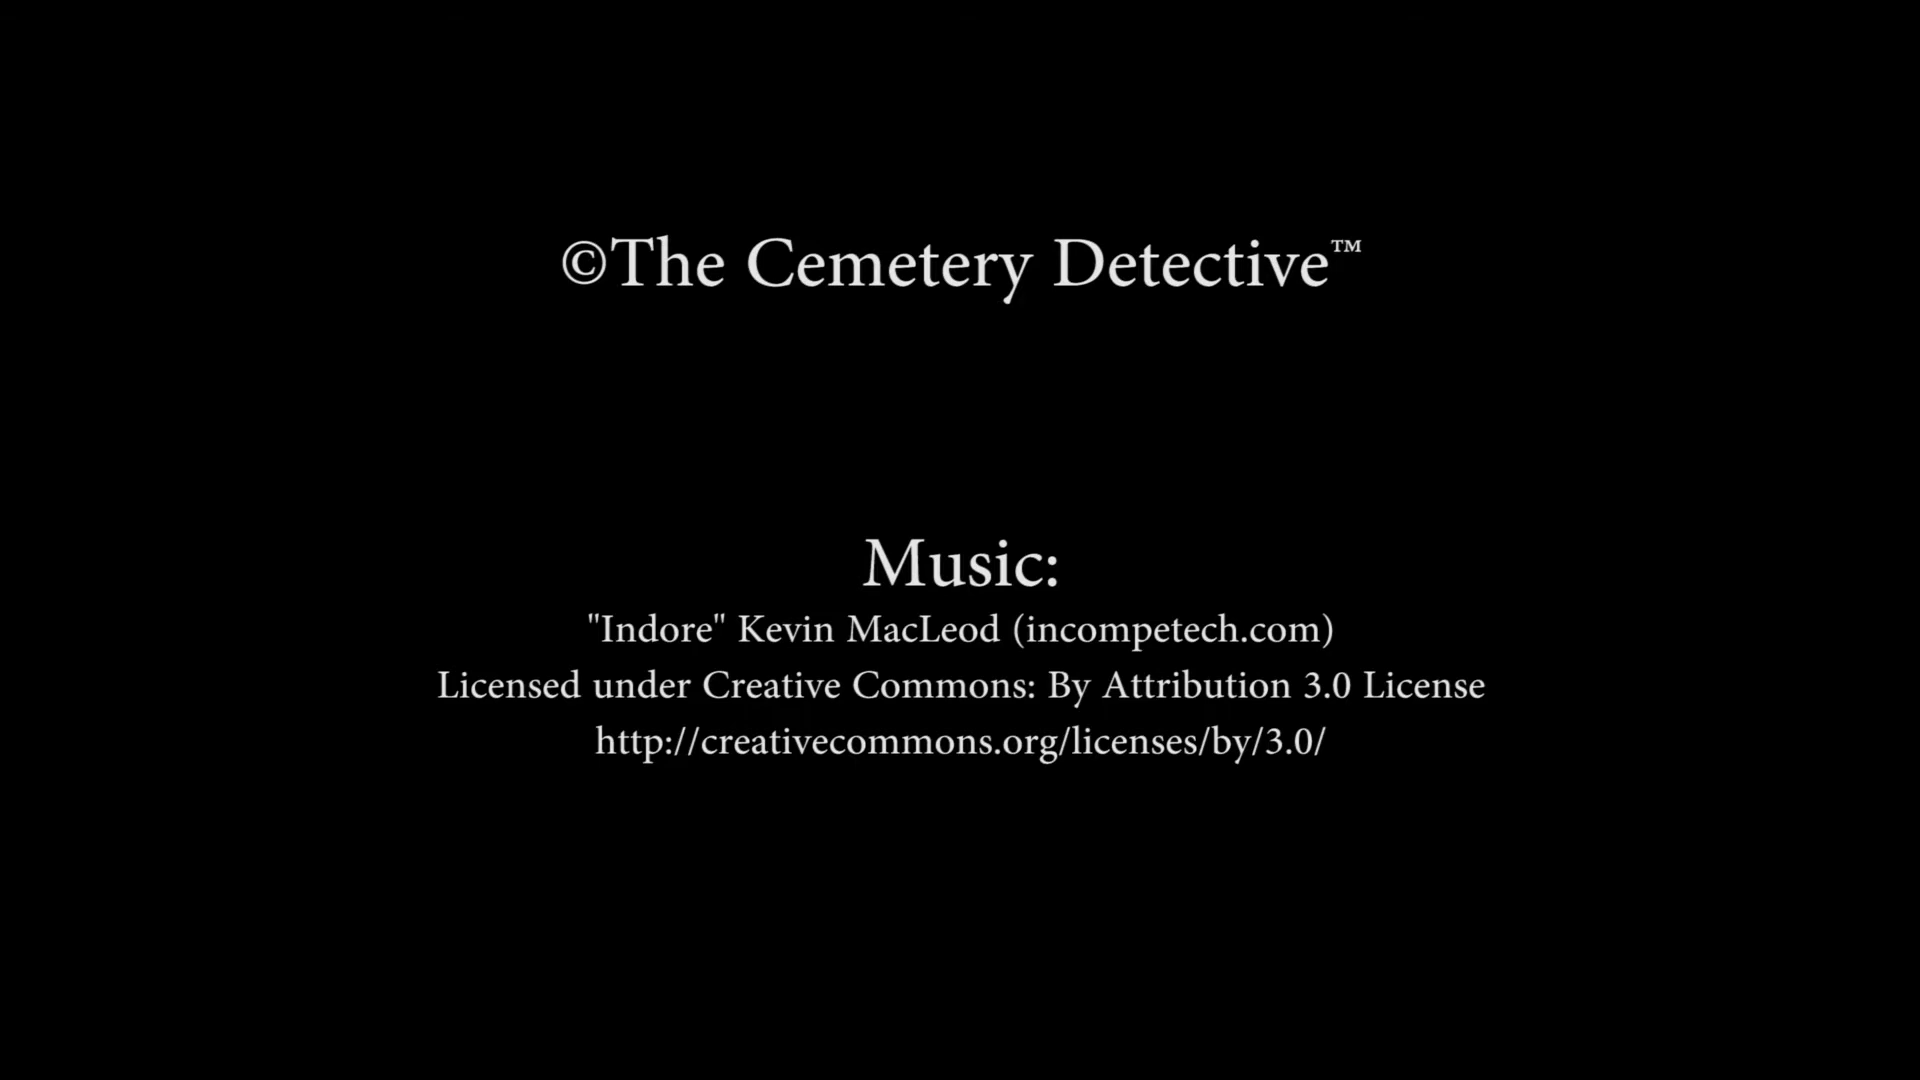 ©The Cemetery Detective™
Music:
"Indore" Kevin MacLeod (incompetech.com)
Licensed under Creative Commons: By Attribution 3.0 License
http://creativecommons.org/licenses/by/3.0/